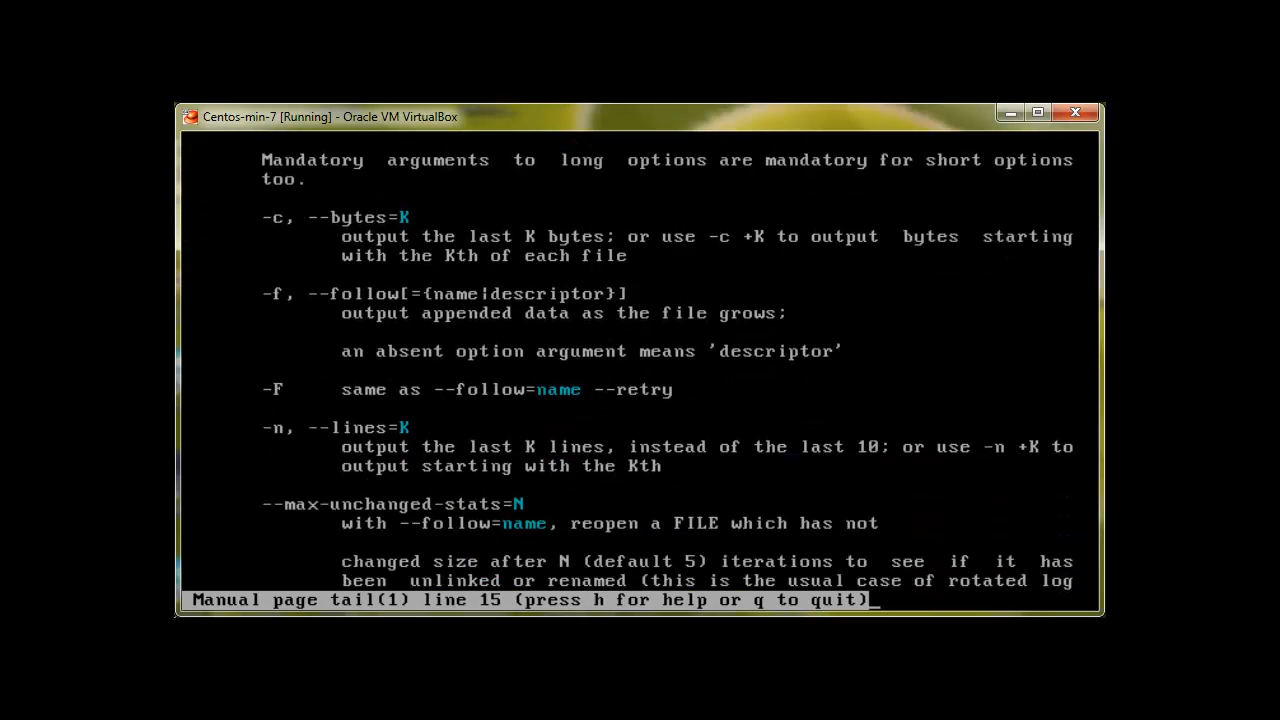 Centos-min-7 [Running] - Oracle VM VirtualBox
Mandatory arguments to long options are mandatory for short options
too.
-c, --bytes=K
output the last K bytes; or use -c +K to output bytes starting
with the Kth of each file
-f, --follow[={name|descriptor}]
output appended data as the file grows;
an absent option argument means 'descriptor'
-F same as --follow=name --retry
-n, --lines=K
output the last K lines, instead of the last 10; or use -n +K to
output starting with the Kth
--max-unchanged-stats=N
with --follow=name, reopen a FILE which has not
changed size after N (default 5) iterations to see if it has
been unlinked or renamed (this is the usual case of rotated log
Manual page tail(1) line 15 (press h for help or q to quit)_